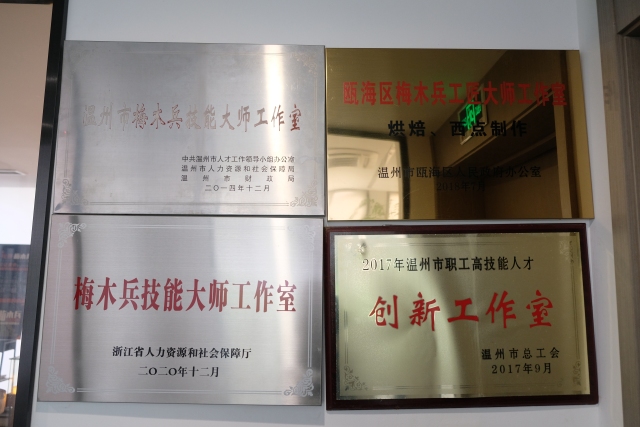 温州市梅木兵技能大师工作室
中共温州市人才工作领导小组办公室
温州市人力资源和社会保障局
温州市财政局
二〇一四年十二月
瓯海区梅木兵工匠大师工作室
烘焙、西点制作
梅木兵技能大师工作室
浙江省人力资源和社会保障厅
二〇二〇年十二月
2017年温州市职工高技能人才
创新工作室
温州市总工会
2017年9月